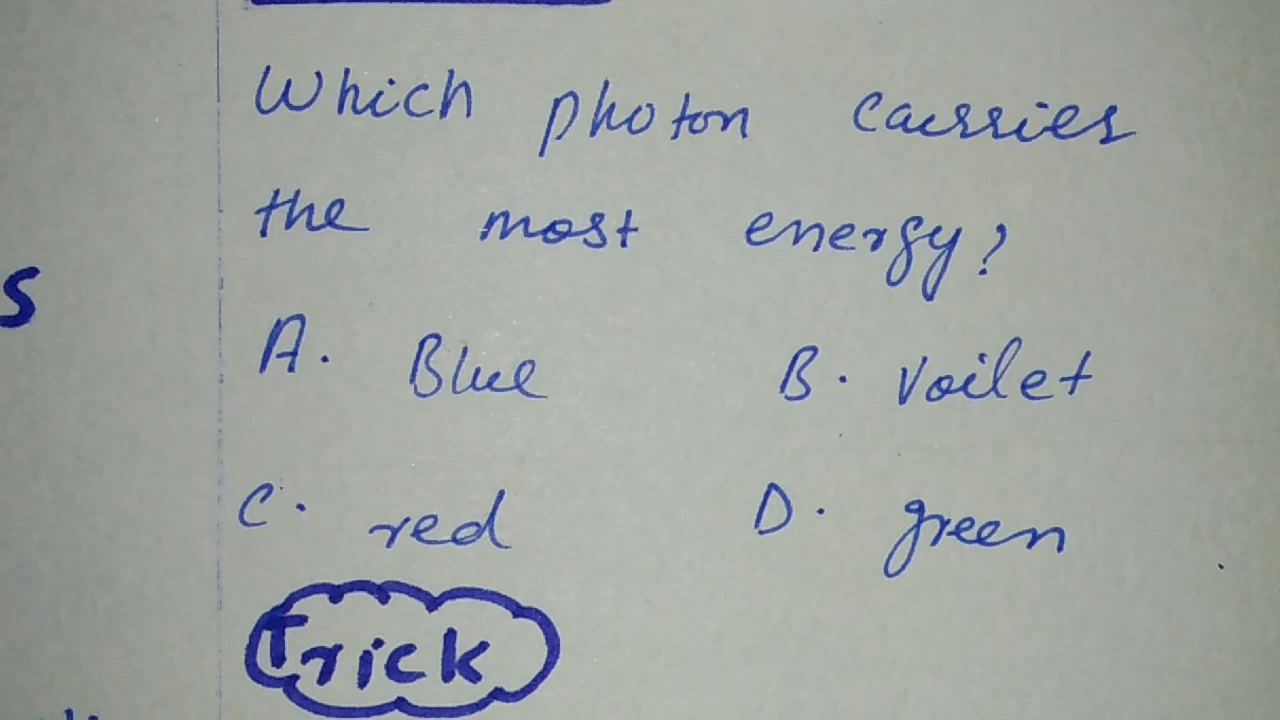 Which photon carries
the most energy?
A. Blue B. Voilet
C. red D. green
Trick
s